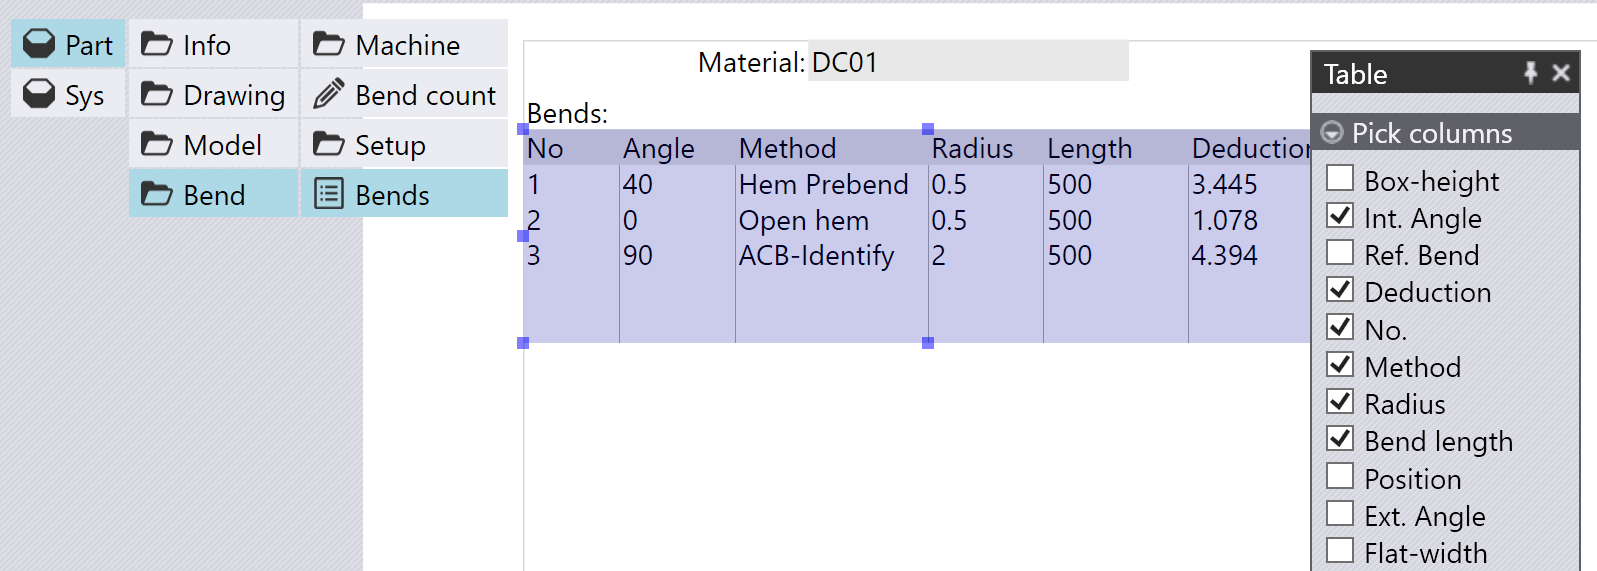 Part
Sys
Info
Drawing
Model
Bend
Machine
Bend count
Setup
Bends
Material: DC01
Bends:
No Angle Method Radius Length Deduction
1 40 Hem Prebend 0.5 500 3.445
2 0 Open hem 0.5 500 1.078
3 90 ACB-Identify 2 500 4.394
Table
Pick columns
Box-height
Int. Angle
Ref. Bend
Deduction
No.
Method
Radius
Bend length
Position
Ext. Angle
Flat-width